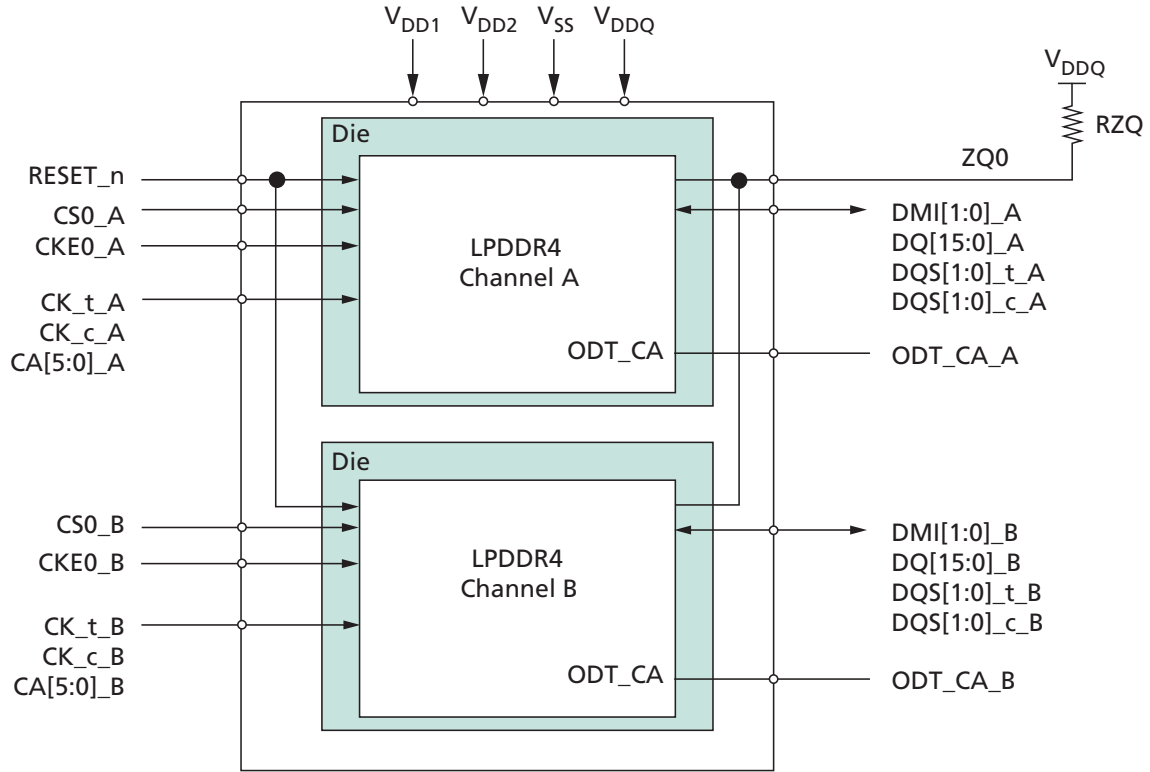 VDD1 VDD2 VSS VDDQ
VDDQ
RZQ
Die
RESET_n
ZQ0
CS0_A
DMI[1:0]_A
CKE0_A
LPDDR4
DQ[15:0]_A
Channel A
DQS[1:0]_t_A
CK_t_A
DQS[1:0]_c_A
CK_c_A
ODT_CA
ODT_CA_A
CA[5:0]_A
Die
CS0_B
DMI[1:0]_B
CKE0_B
LPDDR4
DQ[15:0]_B
Channel B
DQS[1:0]_t_B
CK_t_B
DQS[1:0]_c_B
CK_c_B
ODT_CA
ODT_CA_B
CA[5:0]_B